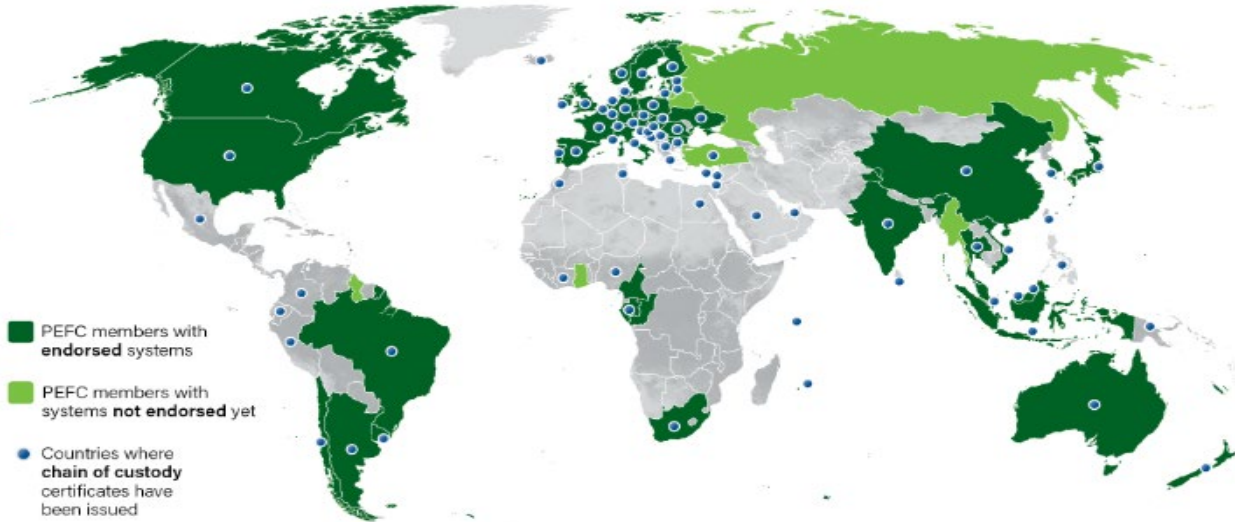 PEFC members with
endorsed systems
PEFC members with
systems not endorsed yet
Countries where
chain of custody
certificates have
been issued